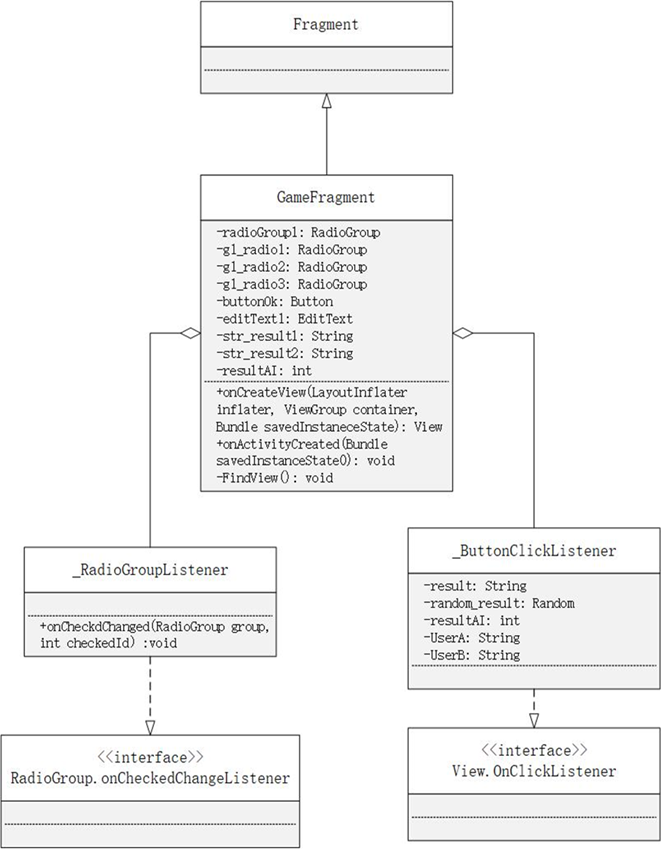 Fragment
GameFragment
-radioGroup1: RadioGroup
-gl_radio1: RadioGroup
-gl_radio2: RadioGroup
-gl_radio3: RadioGroup
-buttonOk: Button
-editText1: EditText
-str_result1: String
-str_result2: String
-resultAI: int
+onCreateView(LayoutInflater
inflater, ViewGroup container,
Bundle savedInstaneceState): View
+onActivityCreated(Bundle
savedInstanceState0): void
-FindView(): void
_RadioGroupListener
+onCheckdChanged(RadioGroup group,
int checkedId) :void
_ButtonClickListener
-result: String
-random_result: Random
-resultAI: int
-UserA: String
-UserB: String
<<interface>>
RadioGroup.onCheckedChangeListener
<<interface>>
View.OnClickListener